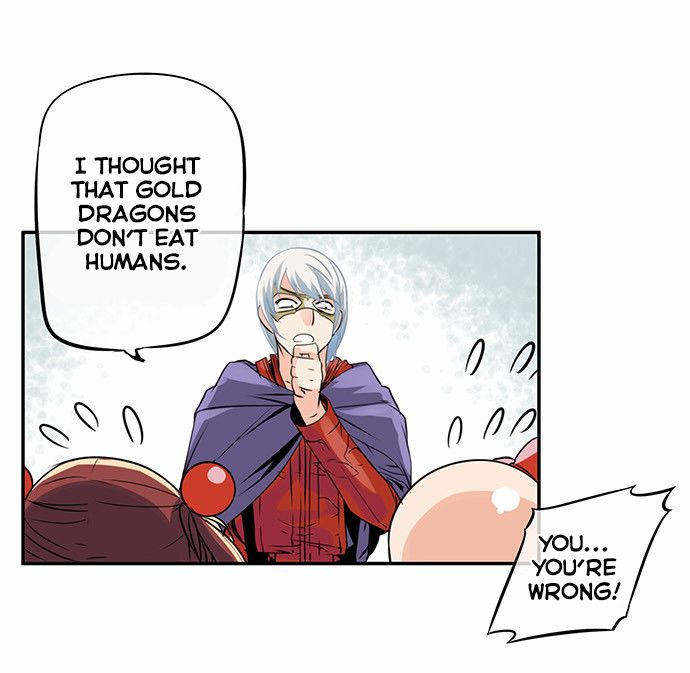 I THOUGHT
THAT GOLD
DRAGONS
DON'T EAT
HUMANS.
YOU...
YOU'RE
WRONG!